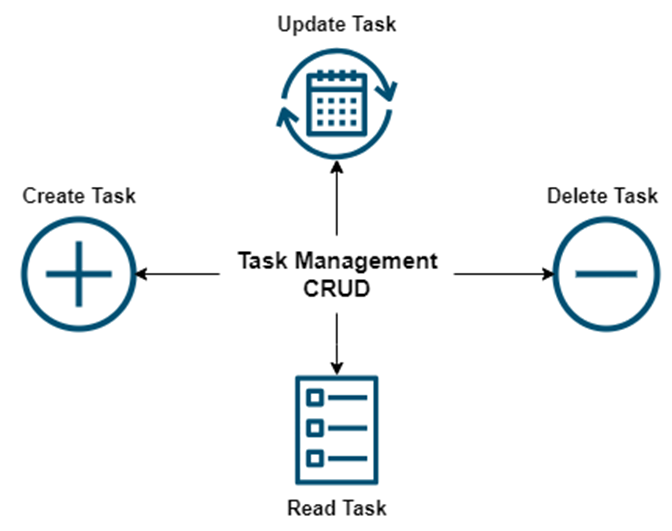 Update Task
Create Task
Delete Task
Task Management
CRUD
Read Task